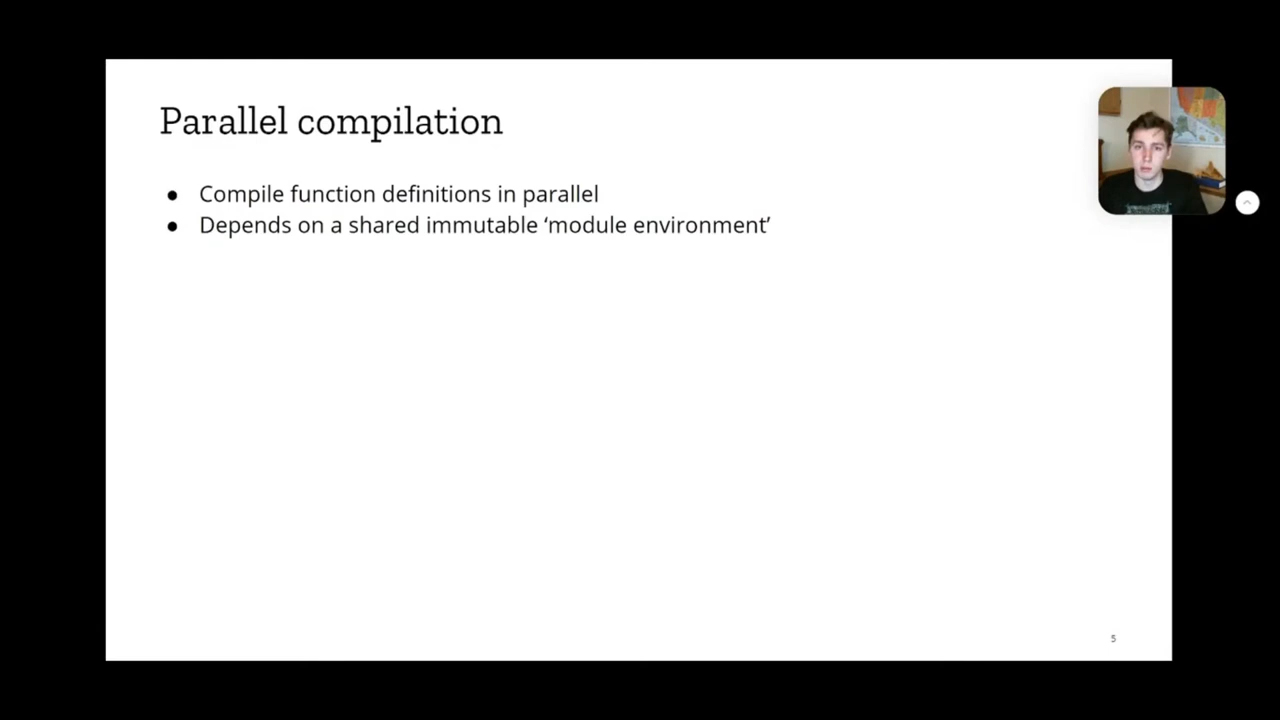 Parallel compilation
● Compile function definitions in parallel
● Depends on a shared immutable ‘module environment’
5